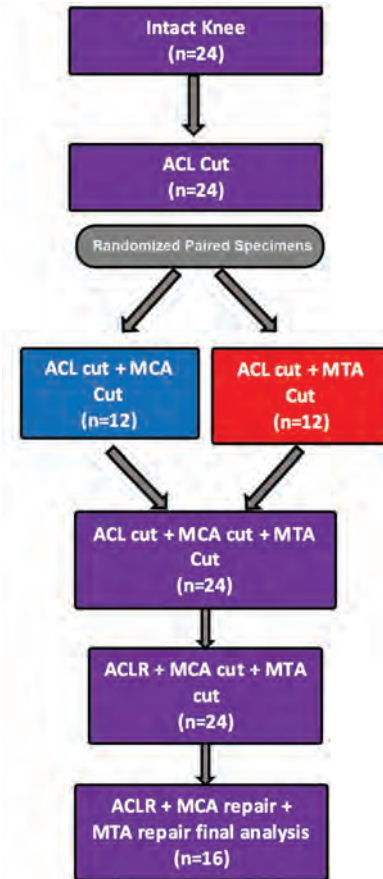 Intact Knee
(n=24)
ACL Cut
(n=24)
Randomized Paired Specimens
ACL cut + MCA
Cut
(n=12)
ACL cut + MTA
Cut
(n=12)
ACL cut + MCA cut + MTA
Cut
(n=24)
ACLR + MCA cut + MTA
cut
(n=24)
ACLR + MCA repair +
MTA repair final analysis
(n=16)